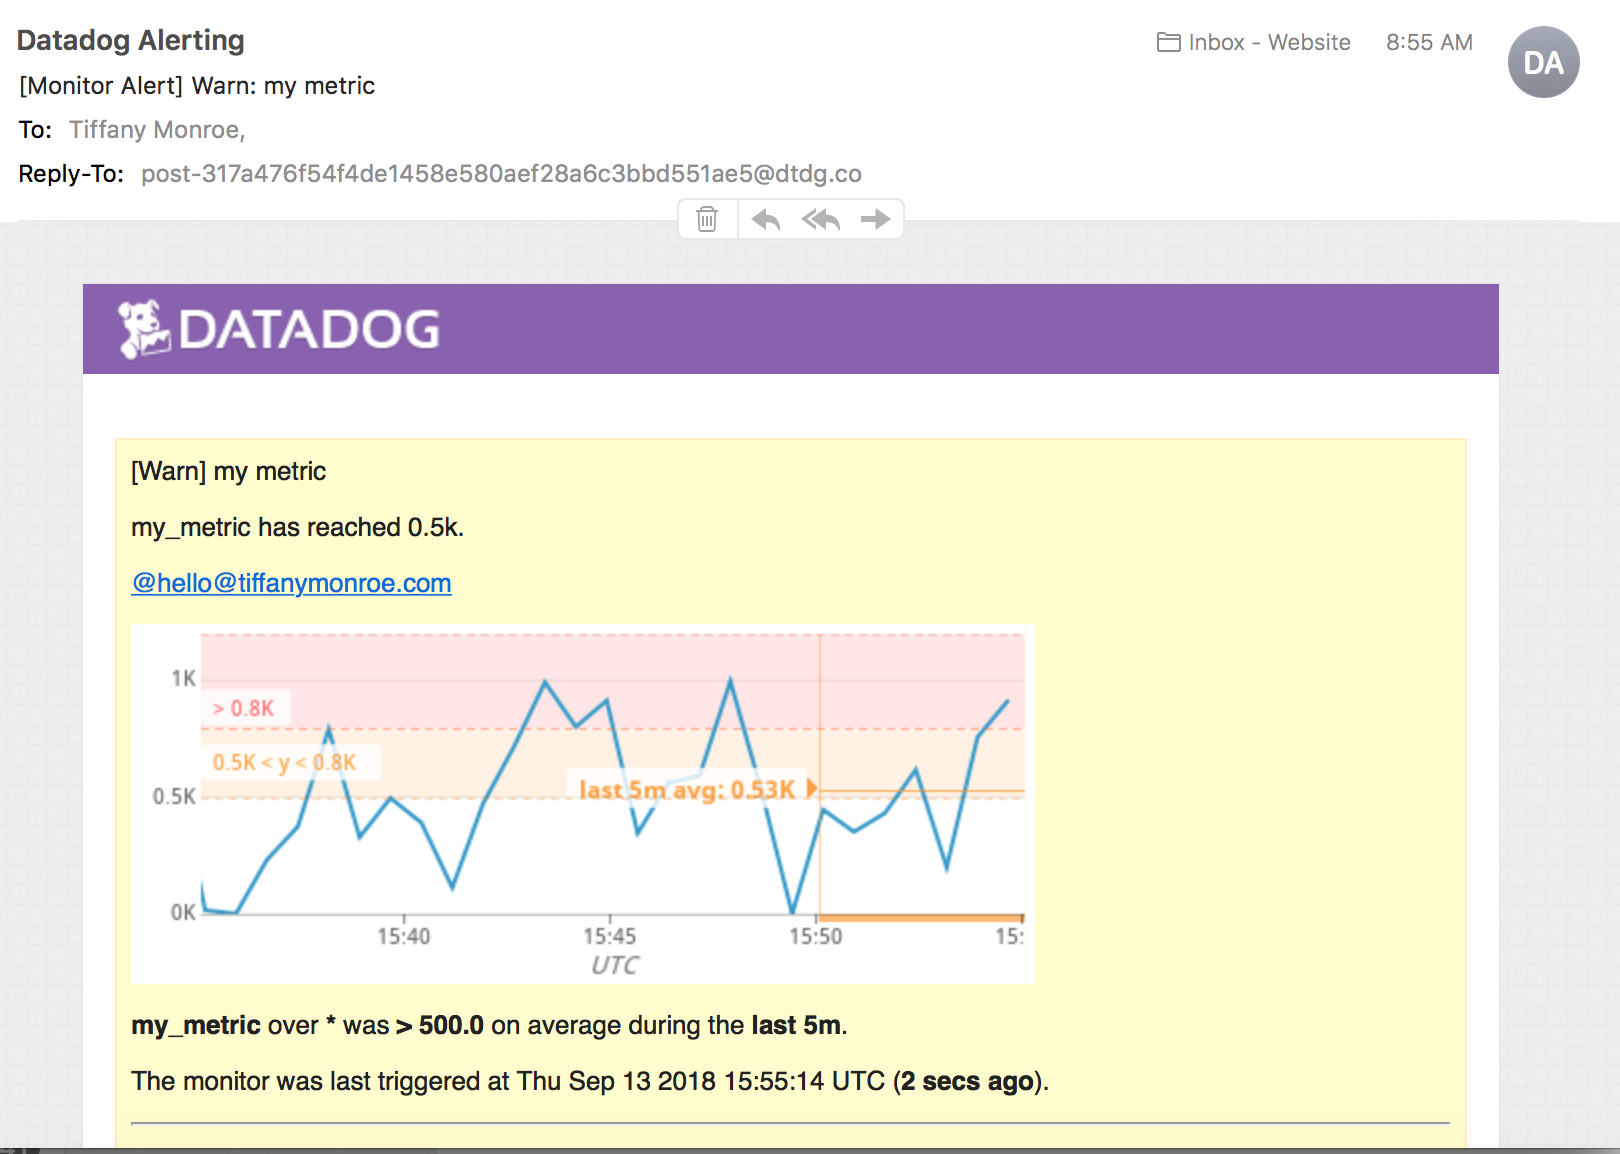 Datadog Alerting
Inbox - Website 8:55 AM
DA
[Monitor Alert] Warn: my metric
To: Tiffany Monroe,
Reply-To: post-317a476f54f4de1458e580aef28a6c3bbd551ae5@dtdg.co
DATADOG
[Warn] my metric
my_metric has reached 0.5k.
@hello@tiffanymonroe.com
1K
> 0.8K
0.5K < y < 0.8K
last 5m avg: 0.53K
0.5K
0K
15:40 15:45 15:50 15:
UTC
my_metric over * was > 500.0 on average during the last 5m.
The monitor was last triggered at Thu Sep 13 2018 15:55:14 UTC (2 secs ago).